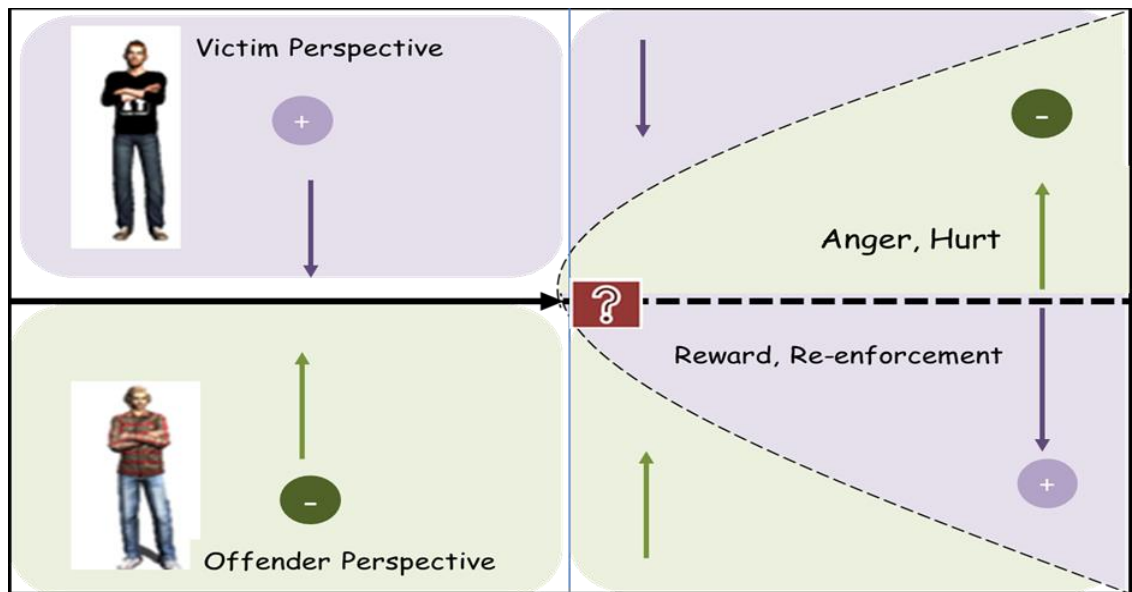 Victim Perspective
+
-
Anger, Hurt
?
Reward, Re-enforcement
+
-
Offender Perspective